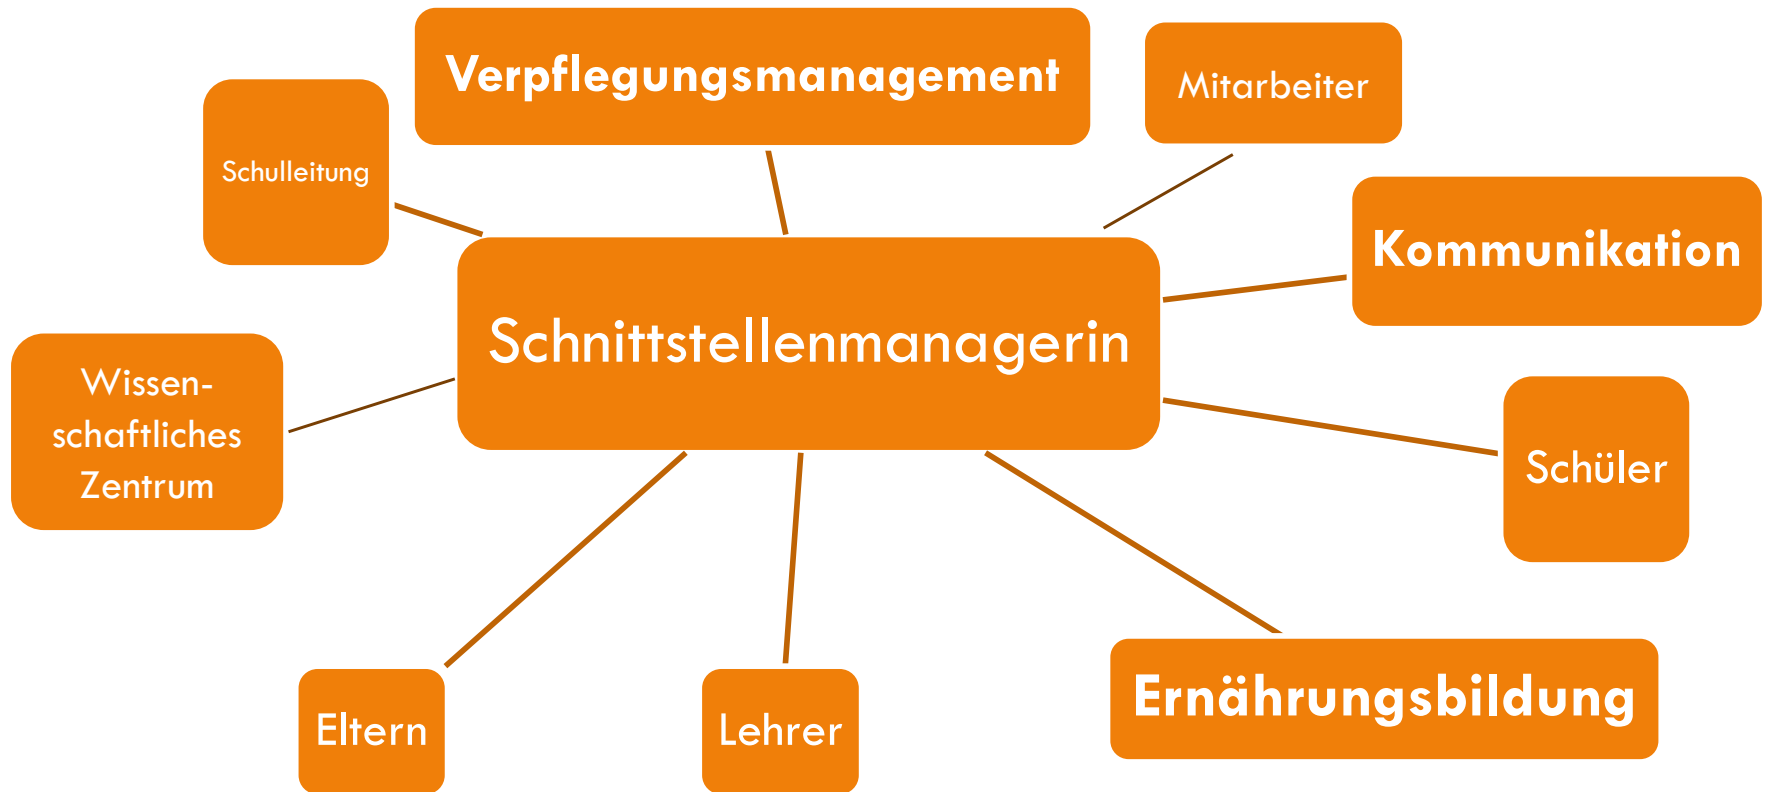 Verpflegungsmanagement
Mitarbeiter
Schulleitung
Kommunikation
Schnittstellenmanagerin
Wissen-
schaftliches
Zentrum
Schüler
Ernährungsbildung
Eltern
Lehrer